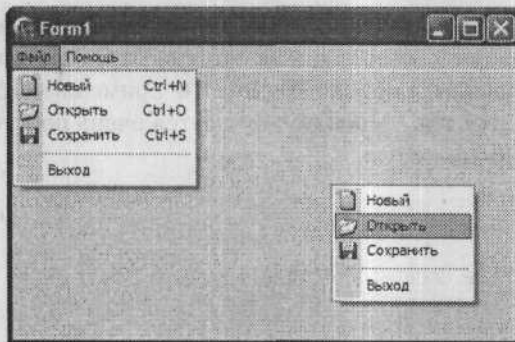 Form1
Файл Помощь
Новый Ctrl+N
Открыть Ctrl+O
Сохранить Ctrl+S
Выход
Новый
Открыть
Сохранить
Выход